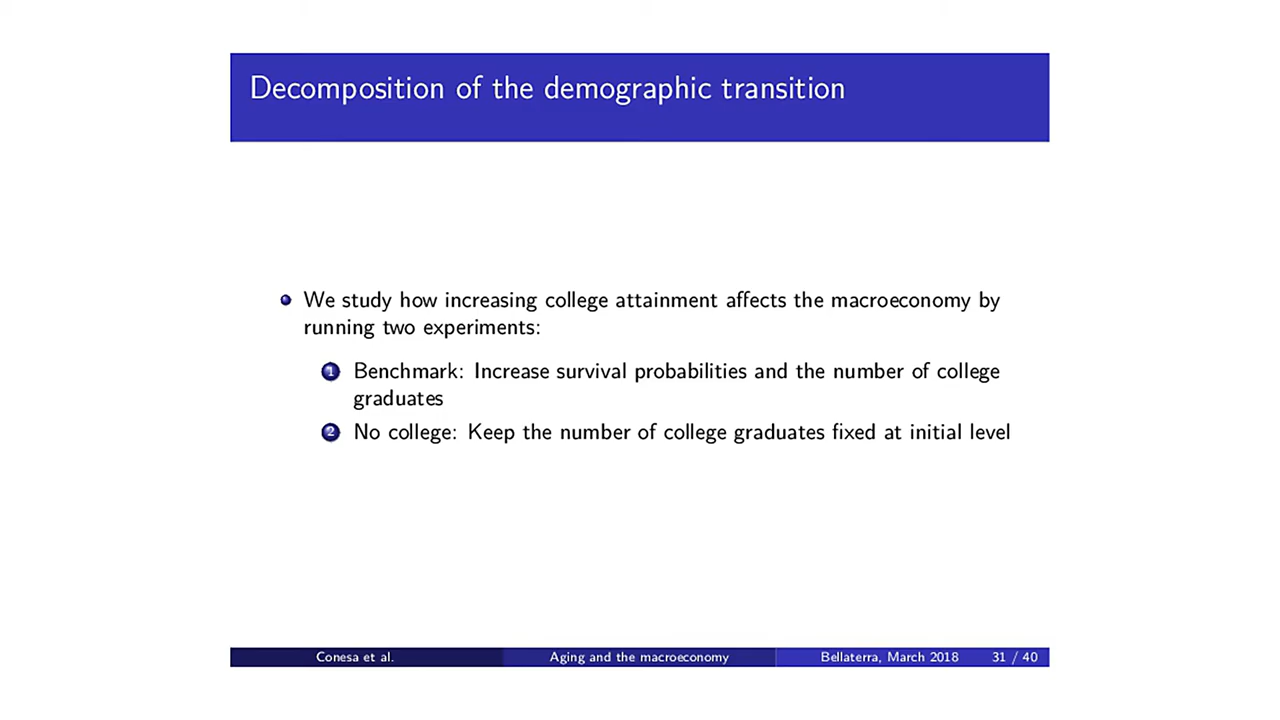 Decomposition of the demographic transition
We study how increasing college attainment affects the macroeconomy by
running two experiments:
1 Benchmark: Increase survival probabilities and the number of college
graduates
2 No college: Keep the number of college graduates fixed at initial level
Conesa et al. Aging and the macroeconomy Bellaterra, March 2018 31 / 40